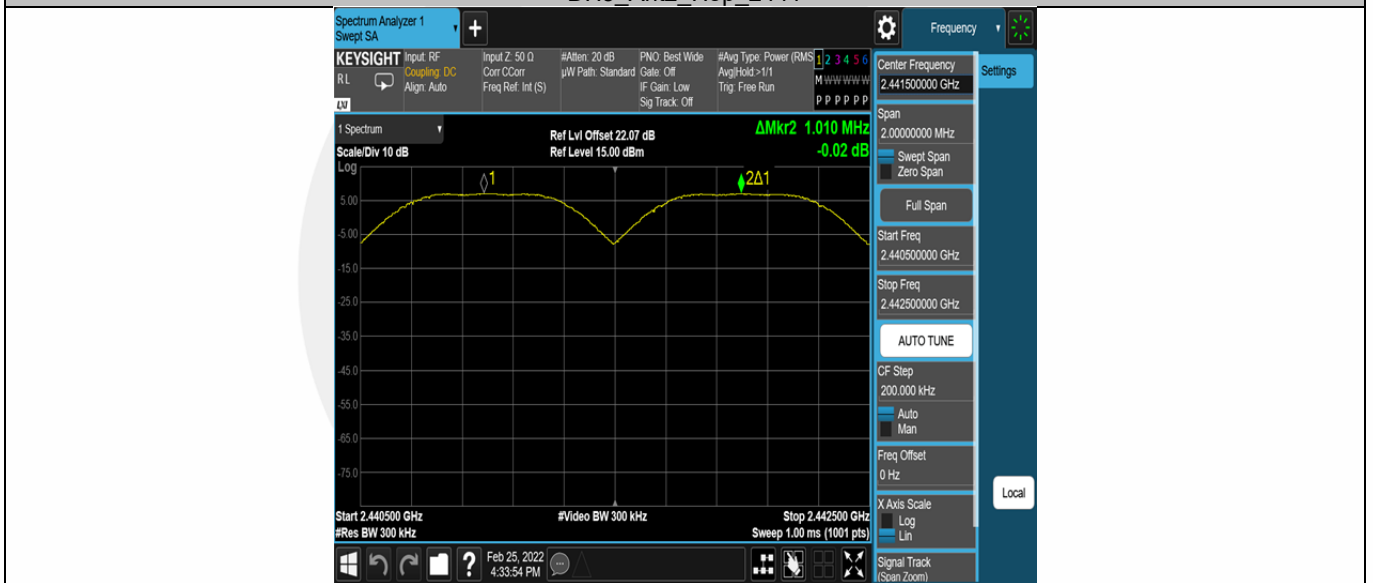 Spectrum Analyzer 1
Swept SA
+
Frequency
KEYSIGHT
RL
LXI
Input: RF
Coupling: DC
Align: Auto
Input Z: 50 Ω
Corr CCorr
Freq Ref: Int (S)
#Atten: 20 dB
µW Path: Standard
PNO: Best Wide
Gate: Off
IF Gain: Low
Sig Track: Off
#Avg Type: Power (RMS
Avg|Hold:>1/1
Trig: Free Run
1 2 3 4 5 6
M W W W W W
P P P P P P
Center Frequency
2.441500000 GHz
Settings
1 Spectrum
Scale/Div 10 dB
Log
Ref Lvl Offset 22.07 dB
Ref Level 15.00 dBm
ΔMkr2 1.010 MHz
-0.02 dB
1
2Δ1
5.00
-5.00
-15.0
-25.0
-35.0
-45.0
-55.0
-65.0
-75.0
Start 2.440500 GHz
#Res BW 300 kHz
#Video BW 300 kHz
Stop 2.442500 GHz
Sweep 1.00 ms (1001 pts)
Span
2.00000000 MHz
Swept Span
Zero Span
Full Span
Start Freq
2.440500000 GHz
Stop Freq
2.442500000 GHz
AUTO TUNE
CF Step
200.000 kHz
Auto
Man
Freq Offset
0 Hz
X Axis Scale
Log
Lin
Signal Track
(Span Zoom)
Local
?
Feb 25, 2022
4:33:54 PM